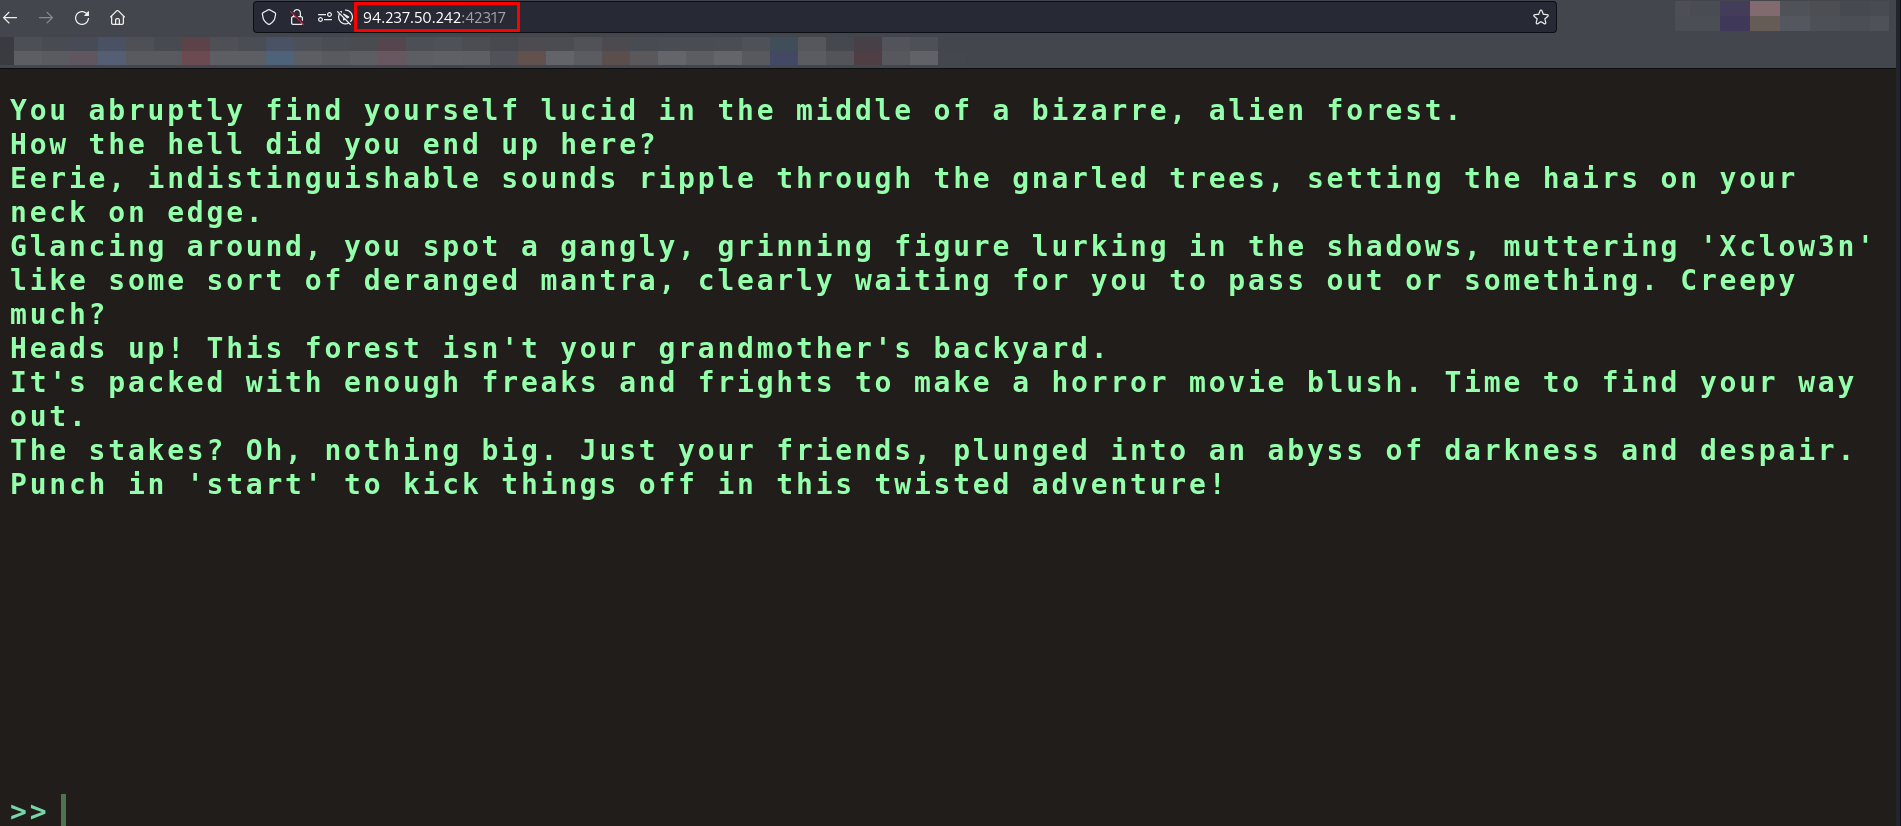 94.237.50.242:42317
You abruptly find yourself lucid in the middle of a bizarre, alien forest.
How the hell did you end up here?
Eerie, indistinguishable sounds ripple through the gnarled trees, setting the hairs on your
neck on edge.
Glancing around, you spot a gangly, grinning figure lurking in the shadows, muttering 'Xclow3n'
like some sort of deranged mantra, clearly waiting for you to pass out or something. Creepy
much?
Heads up! This forest isn't your grandmother's backyard.
It's packed with enough freaks and frights to make a horror movie blush. Time to find your way
out.
The stakes? Oh, nothing big. Just your friends, plunged into an abyss of darkness and despair.
Punch in 'start' to kick things off in this twisted adventure!
>>